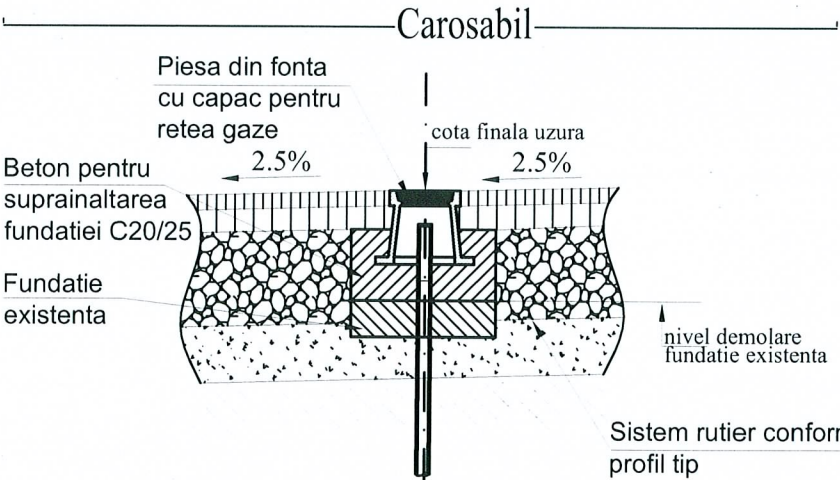 Carosabil
Piesa din fonta
cu capac pentru
retea gaze
cota finala uzura
2.5%
2.5%
Beton pentru
suprainaltarea
fundatiei C20/25
Fundatie
existenta
nivel demolare
fundatie existenta
Sistem rutier conform
profil tip